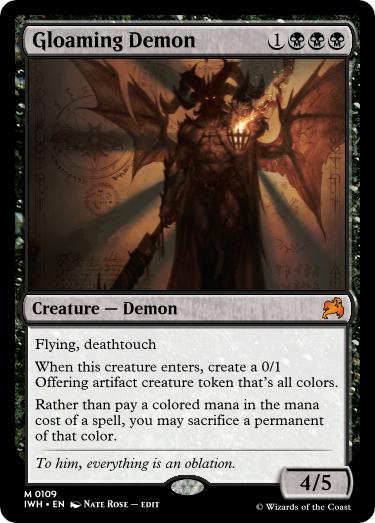 Gloaming Demon 1
Creature — Demon
Flying, deathtouch
When this creature enters, create a 0/1
Offering artifact creature token that's all colors.
Rather than pay a colored mana in the mana
cost of a spell, you may sacrifice a permanent
of that color.
To him, everything is an oblation.
4/5
M 0109
IWH • EN Nate Rose — edit
© Wizards of the Coast